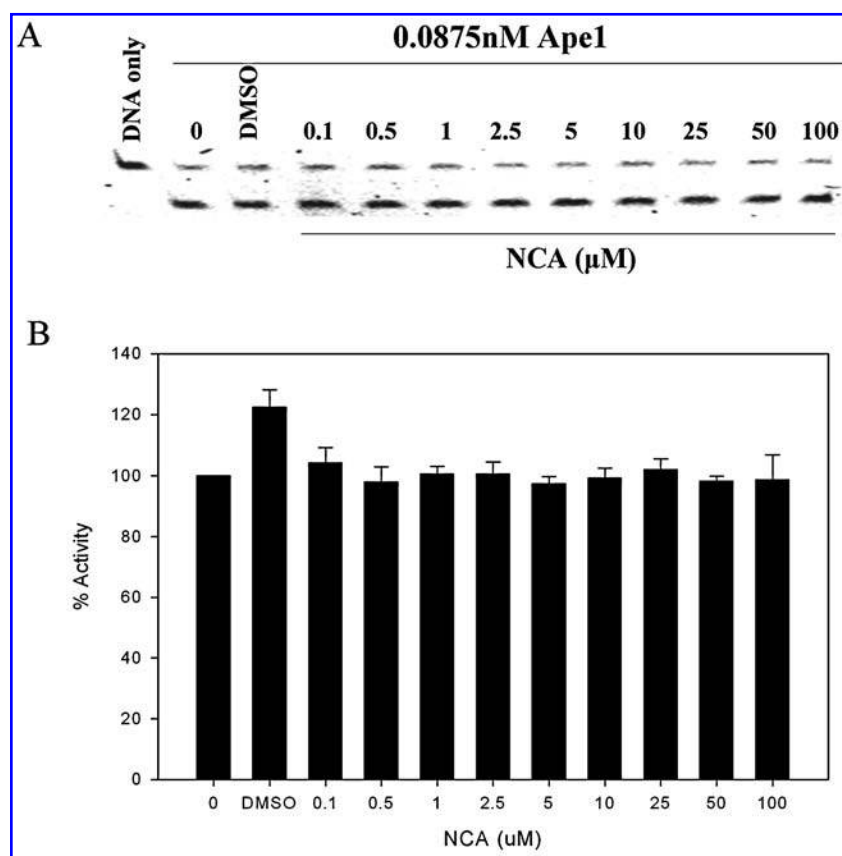 A
0.0875nM Ape1
DNA only
0
DMSO
0.1 0.5 1 2.5 5 10 25 50 100
NCA (µM)
B
140
120
100
80
60
40
20
0
% Activity
0 DMSO 0.1 0.5 1 2.5 5 10 25 50 100
NCA (uM)